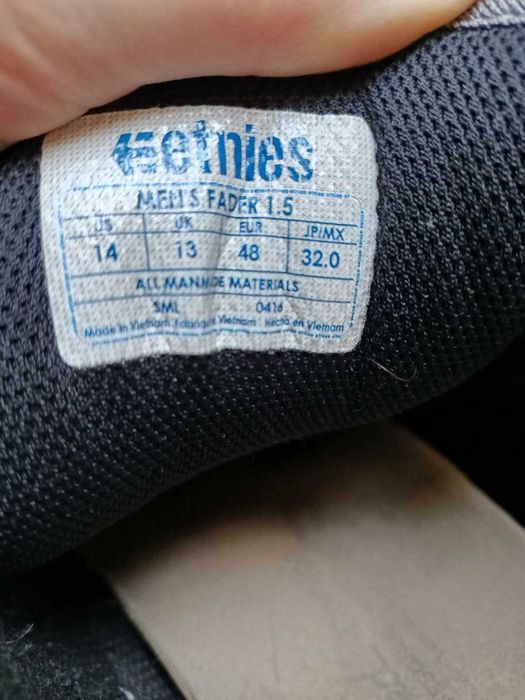 etnies
MEN'S FADER 1.5
US UK EUR JP/MX
14 13 48 32.0
ALL MANMADE MATERIALS
SML 0416
Made in Vietnam Fabriqué Vietnam Hecho en Vietnam